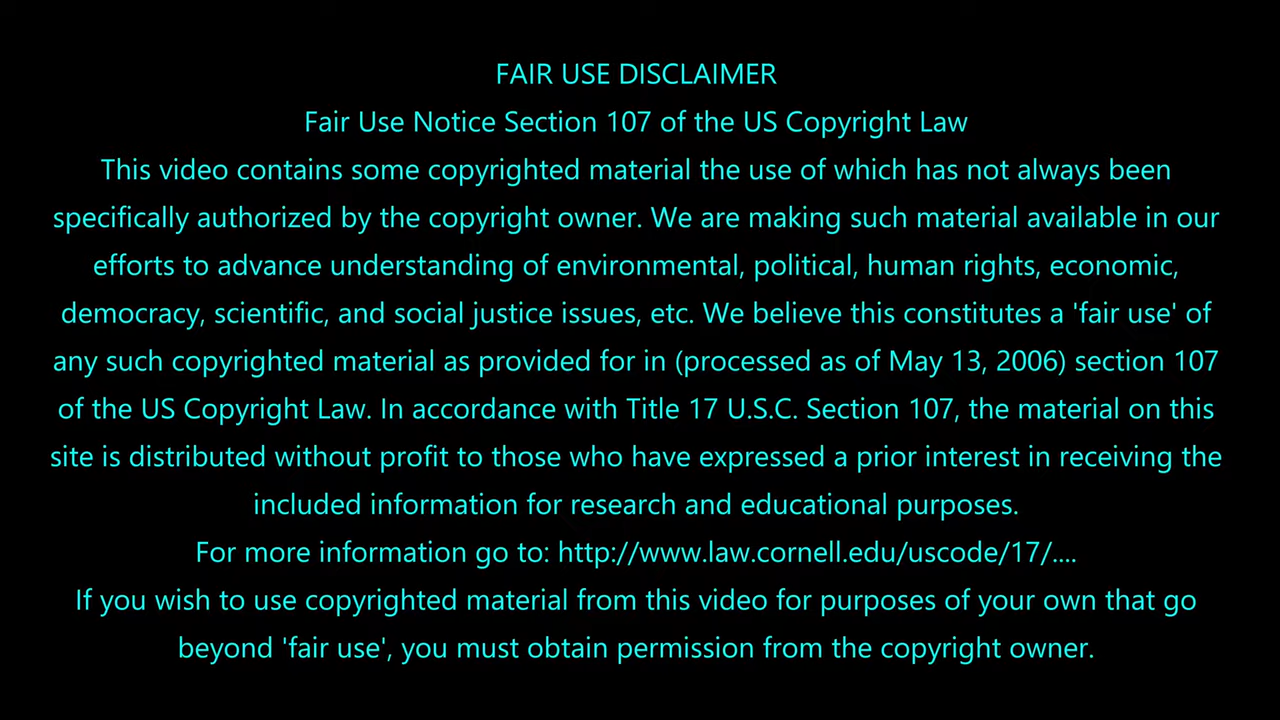 FAIR USE DISCLAIMER
Fair Use Notice Section 107 of the US Copyright Law
This video contains some copyrighted material the use of which has not always been
specifically authorized by the copyright owner. We are making such material available in our
efforts to advance understanding of environmental, political, human rights, economic,
democracy, scientific, and social justice issues, etc. We believe this constitutes a 'fair use' of
any such copyrighted material as provided for in (processed as of May 13, 2006) section 107
of the US Copyright Law. In accordance with Title 17 U.S.C. Section 107, the material on this
site is distributed without profit to those who have expressed a prior interest in receiving the
included information for research and educational purposes.
For more information go to: http://www.law.cornell.edu/uscode/17/....
If you wish to use copyrighted material from this video for purposes of your own that go
beyond 'fair use', you must obtain permission from the copyright owner.